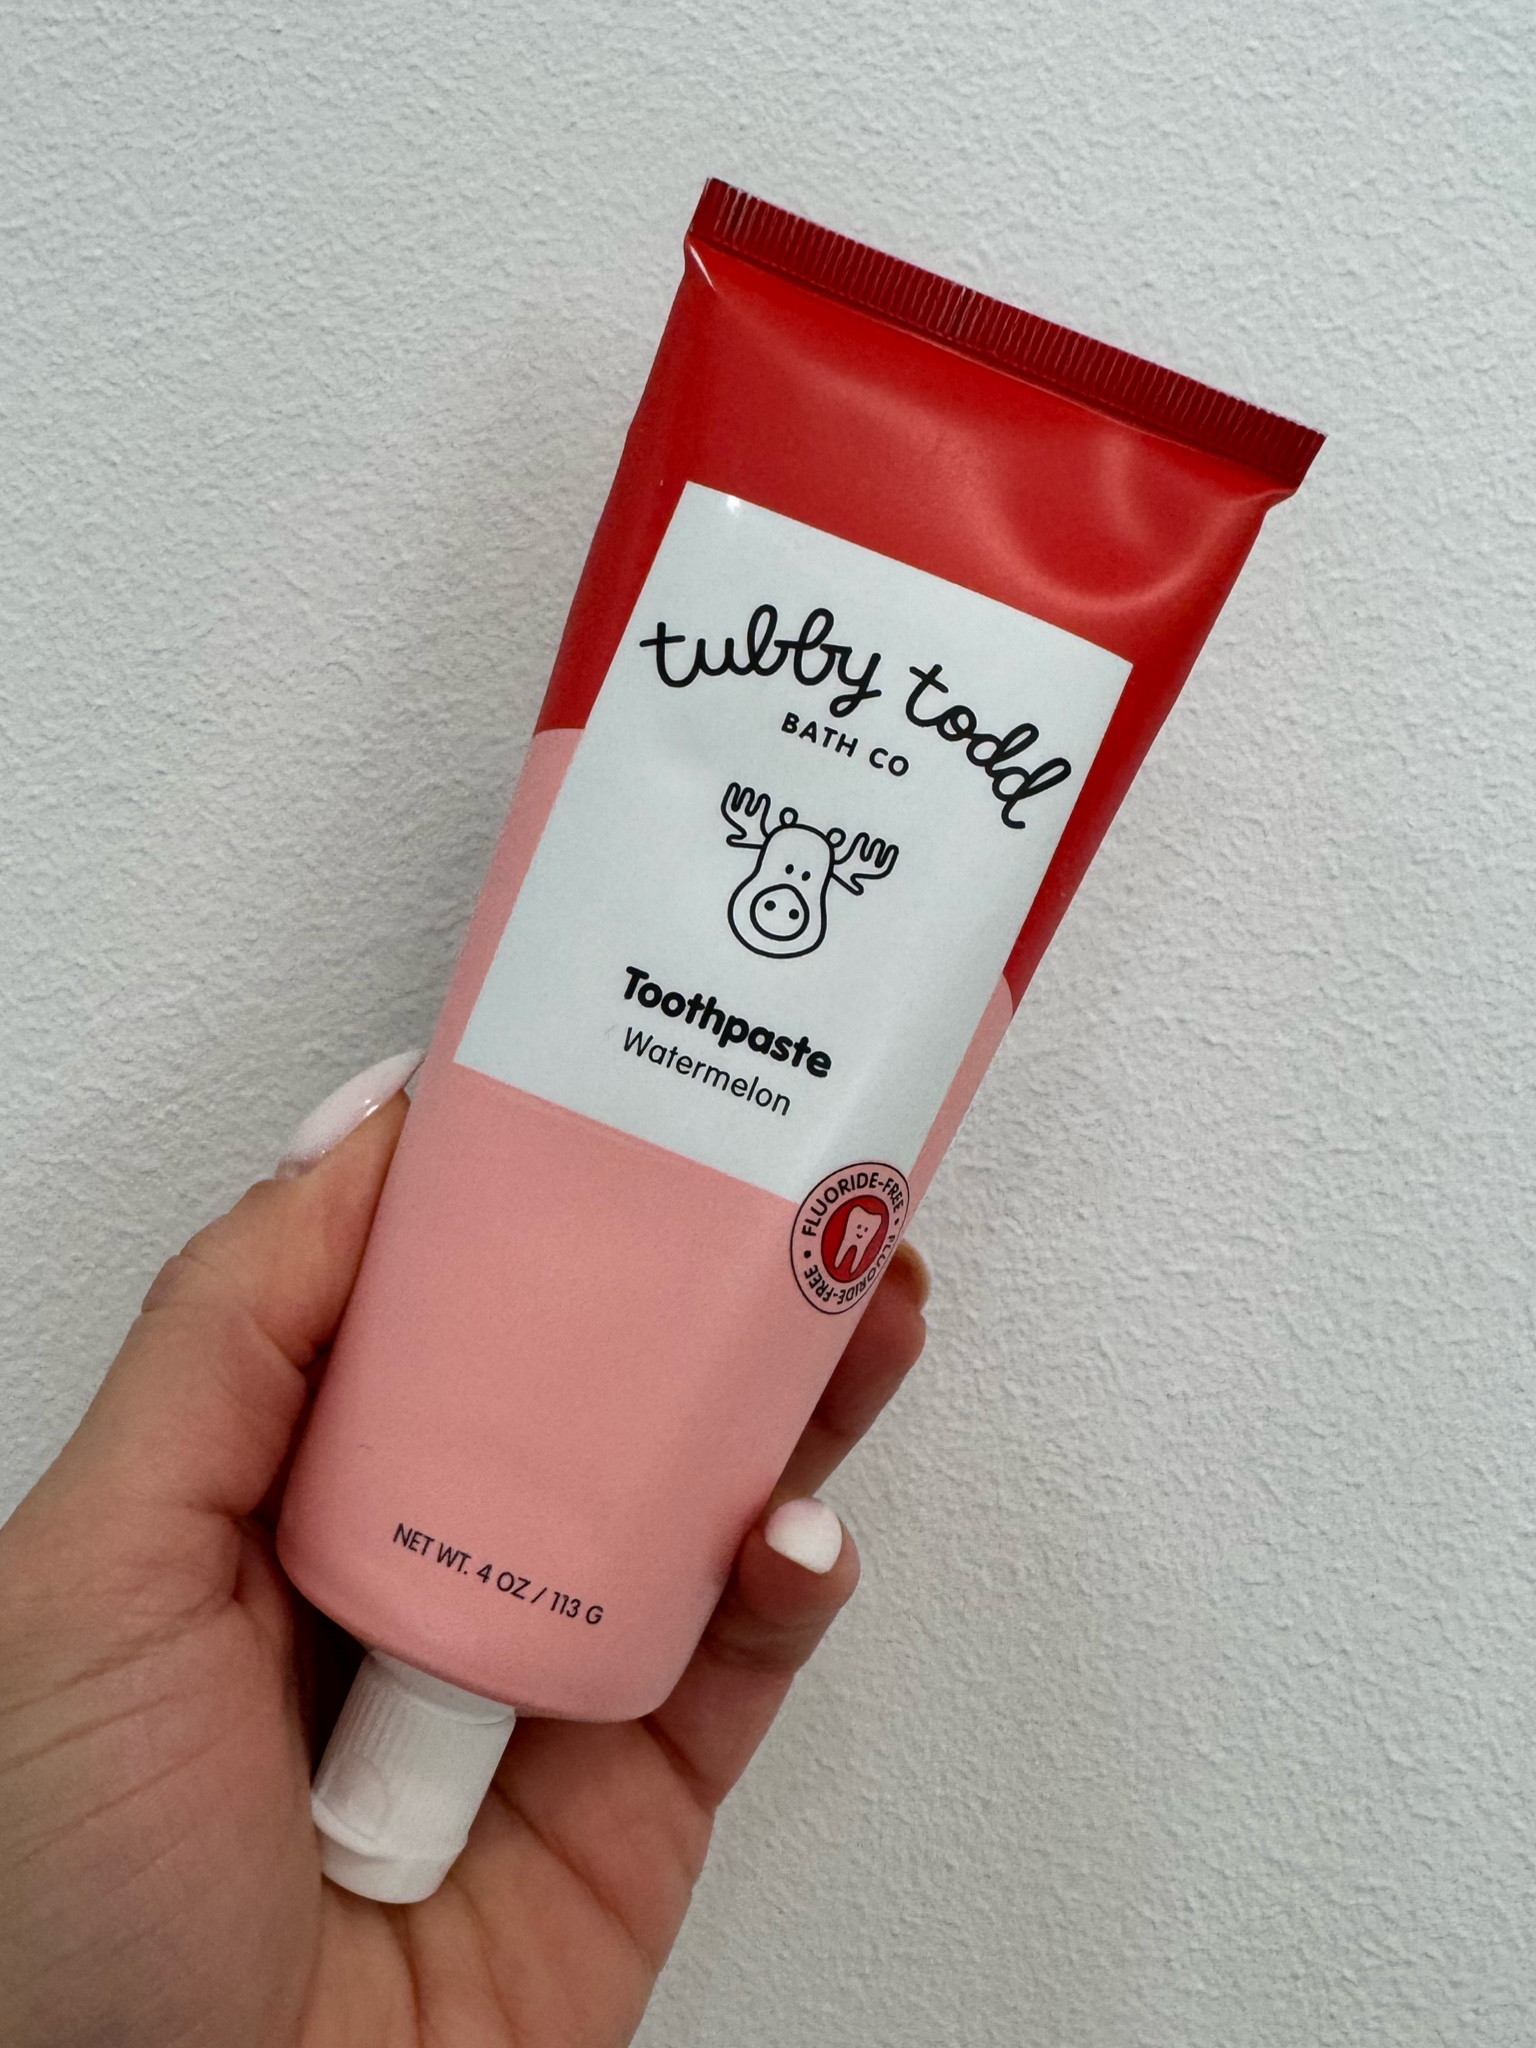 tubby todd
BATH CO
Toothpaste
Watermelon
FLUORIDE-FREE • FLUORIDE-FREE •
NET WT. 4 OZ / 113 G